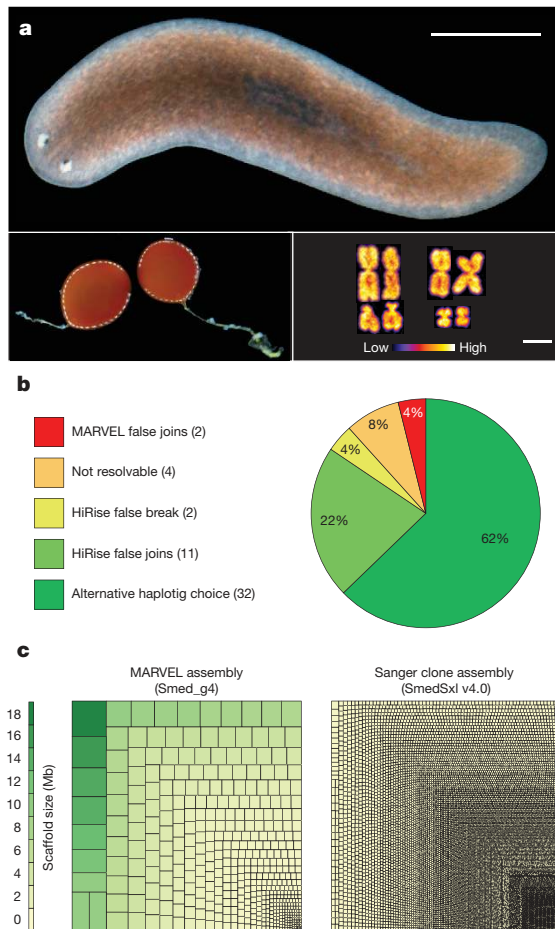 a
Low High
b
MARVEL false joins (2)
Not resolvable (4)
HiRise false break (2)
HiRise false joins (11)
Alternative haplotig choice (32)
4%
8%
4%
22%
62%
c
MARVEL assembly
(Smed_g4)
Sanger clone assembly
(SmedSxl v4.0)
Scaffold size (Mb)
18
16
14
12
10
8
6
4
2
0